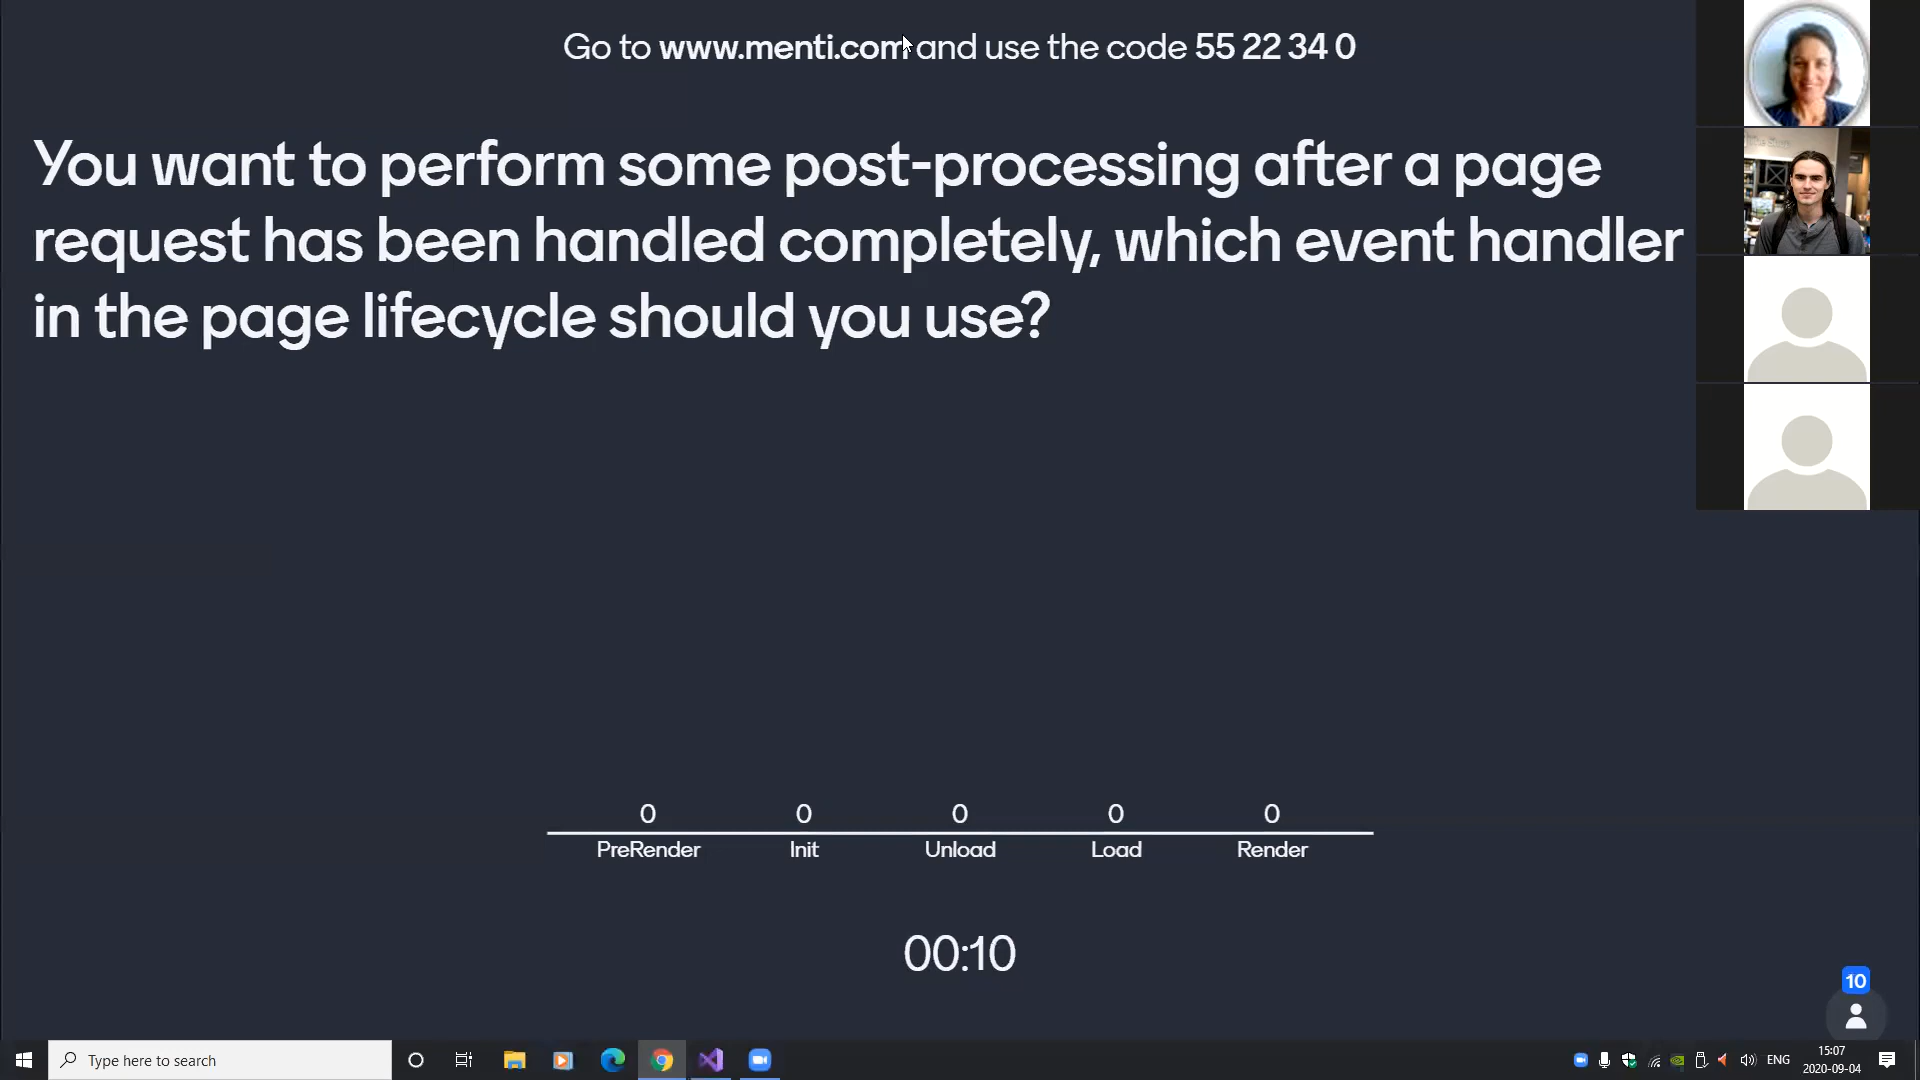 Go to www.menti.com and use the code 55 22 34 0
You want to perform some post-processing after a page
request has been handled completely, which event handler
in the page lifecycle should you use?
0 0 0 0 0
PreRender Init Unload Load Render
00:10
10
Type here to search
ENG
15:07
2020-09-04